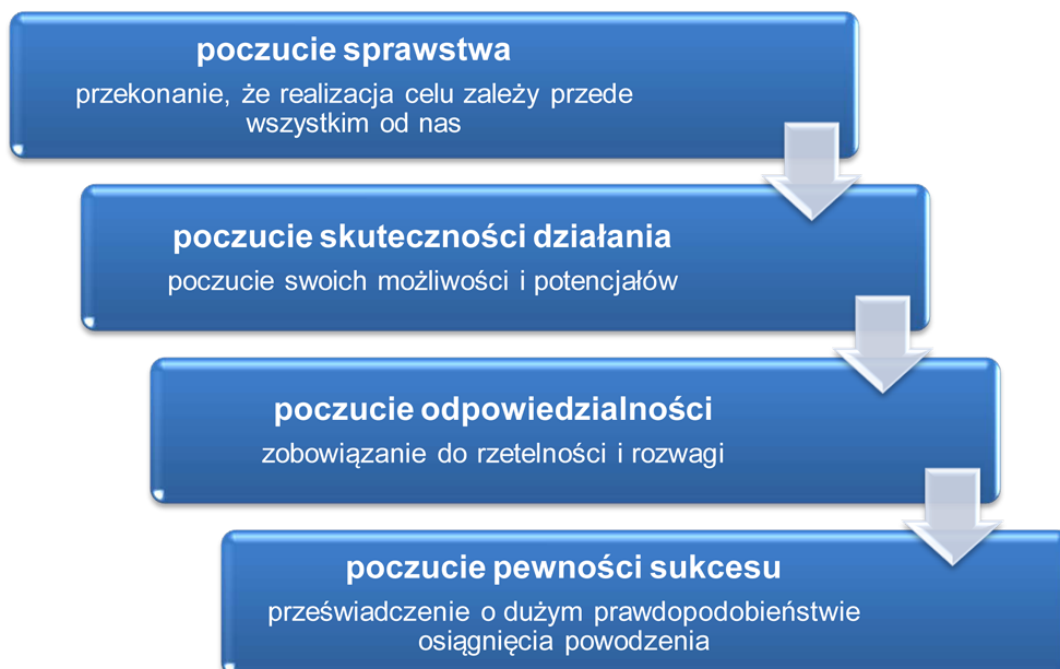 poczucie sprawstwa
przekonanie, że realizacja celu zależy przede
wszystkim od nas
poczucie skuteczności działania
poczucie swoich możliwości i potencjałów
poczucie odpowiedzialności
zobowiązanie do rzetelności i rozwagi
poczucie pewności sukcesu
przeświadczenie o dużym prawdopodobieństwie
osiągnięcia powodzenia